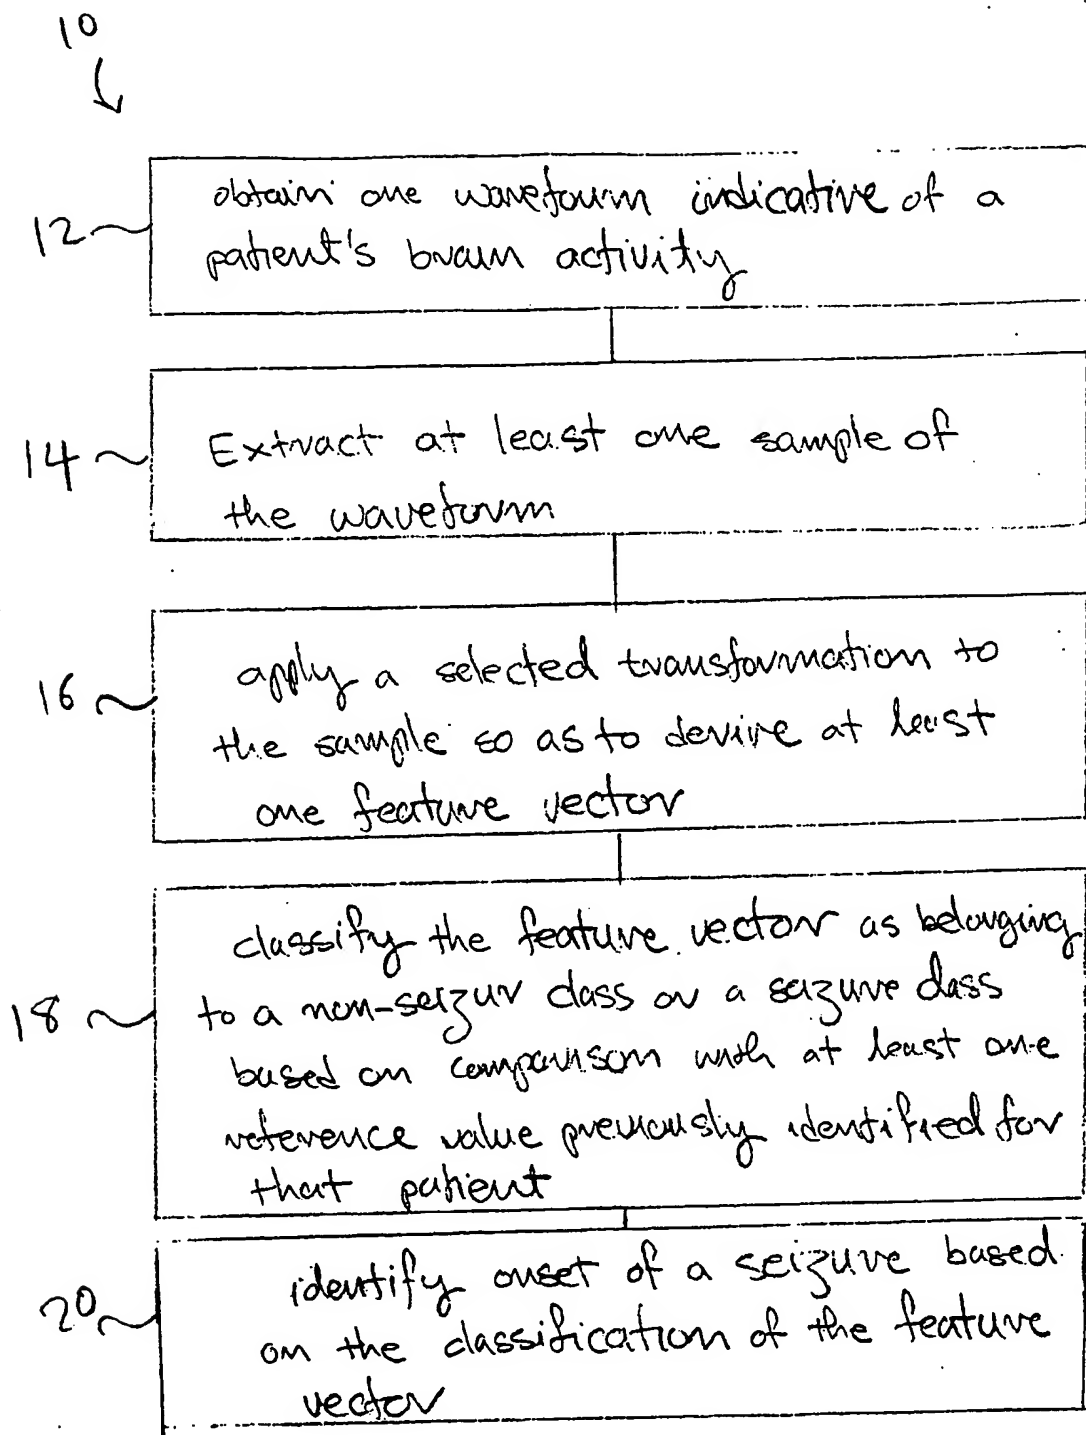 10
12
obtain one waveform indicative of a
patient's brain activity
14
Extract at least one sample of
the waveform
16
apply a selected transformation to
the sample so as to derive at least
one feature vector
18
classify the feature vector as belonging
to a non-seizur class or a seizure class
based on comparison with at least one
reference value previously identified for
that patient
20
identify onset of a seizure based
on the classification of the feature
vector